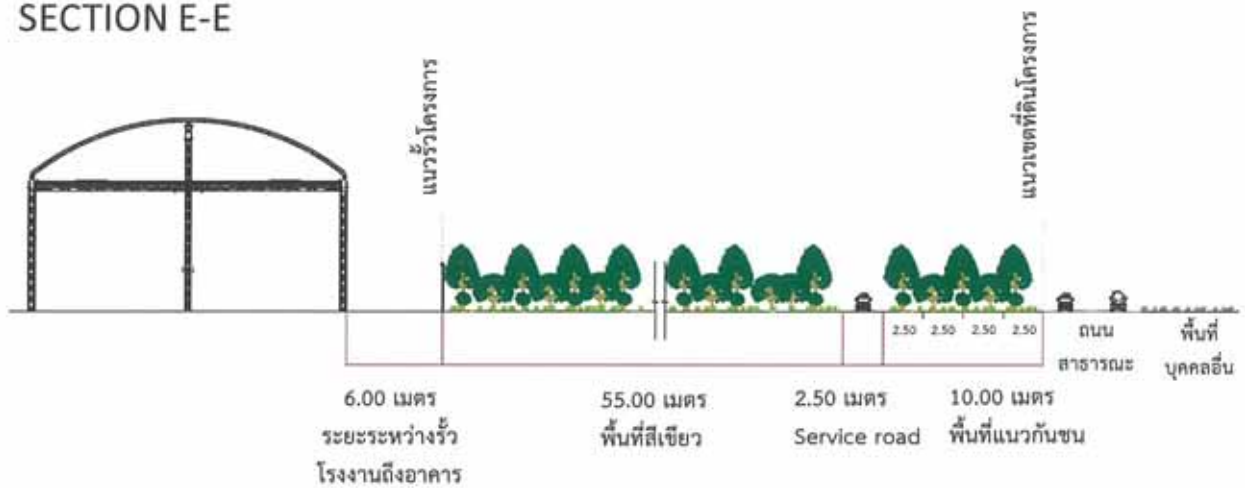 SECTION E-E
แนวรั้วโครงการ
แนวเขตที่ดินโครงการ
2.50 2.50 2.50 2.50
ถนน
สาธารณะ
พื้นที่
บุคคลอื่น
6.00 เมตร
ระยะระหว่างรั้ว
โรงงานถึงอาคาร
55.00 เมตร
พื้นที่สีเขียว
2.50 เมตร
Service road
10.00 เมตร
พื้นที่แนวกันชน